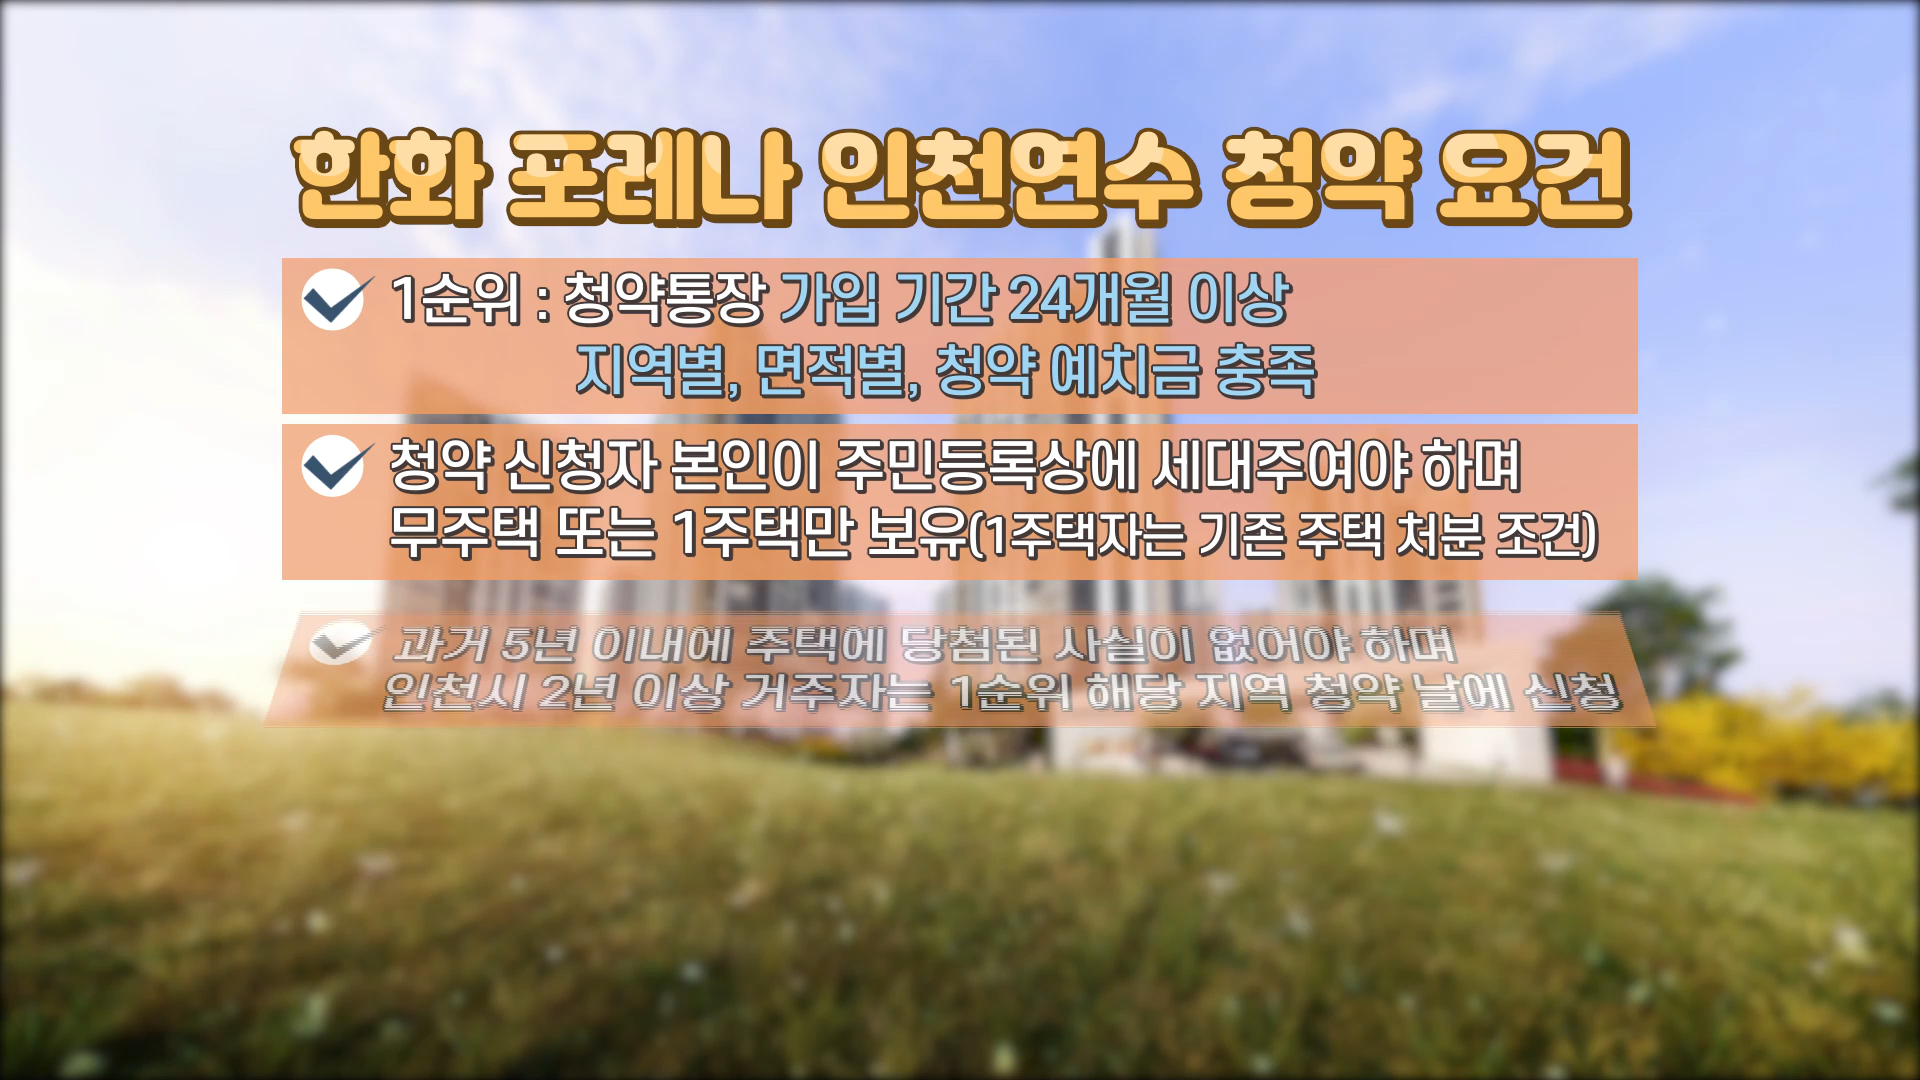 한화 포레나 인천연수 청약 요건
1순위 : 청약통장 가입 기간 24개월 이상
지역별, 면적별, 청약 예치금 충족
청약 신청자 본인이 주민등록상에 세대주여야 하며
무주택 또는 1주택만 보유(1주택자는 기존 주택 처분 조건)
과거 5년 이내에 주택에 당첨된 사실이 없어야 하며
인천시 2년 이상 거주자는 1순위 해당 지역 청약 날에 신청